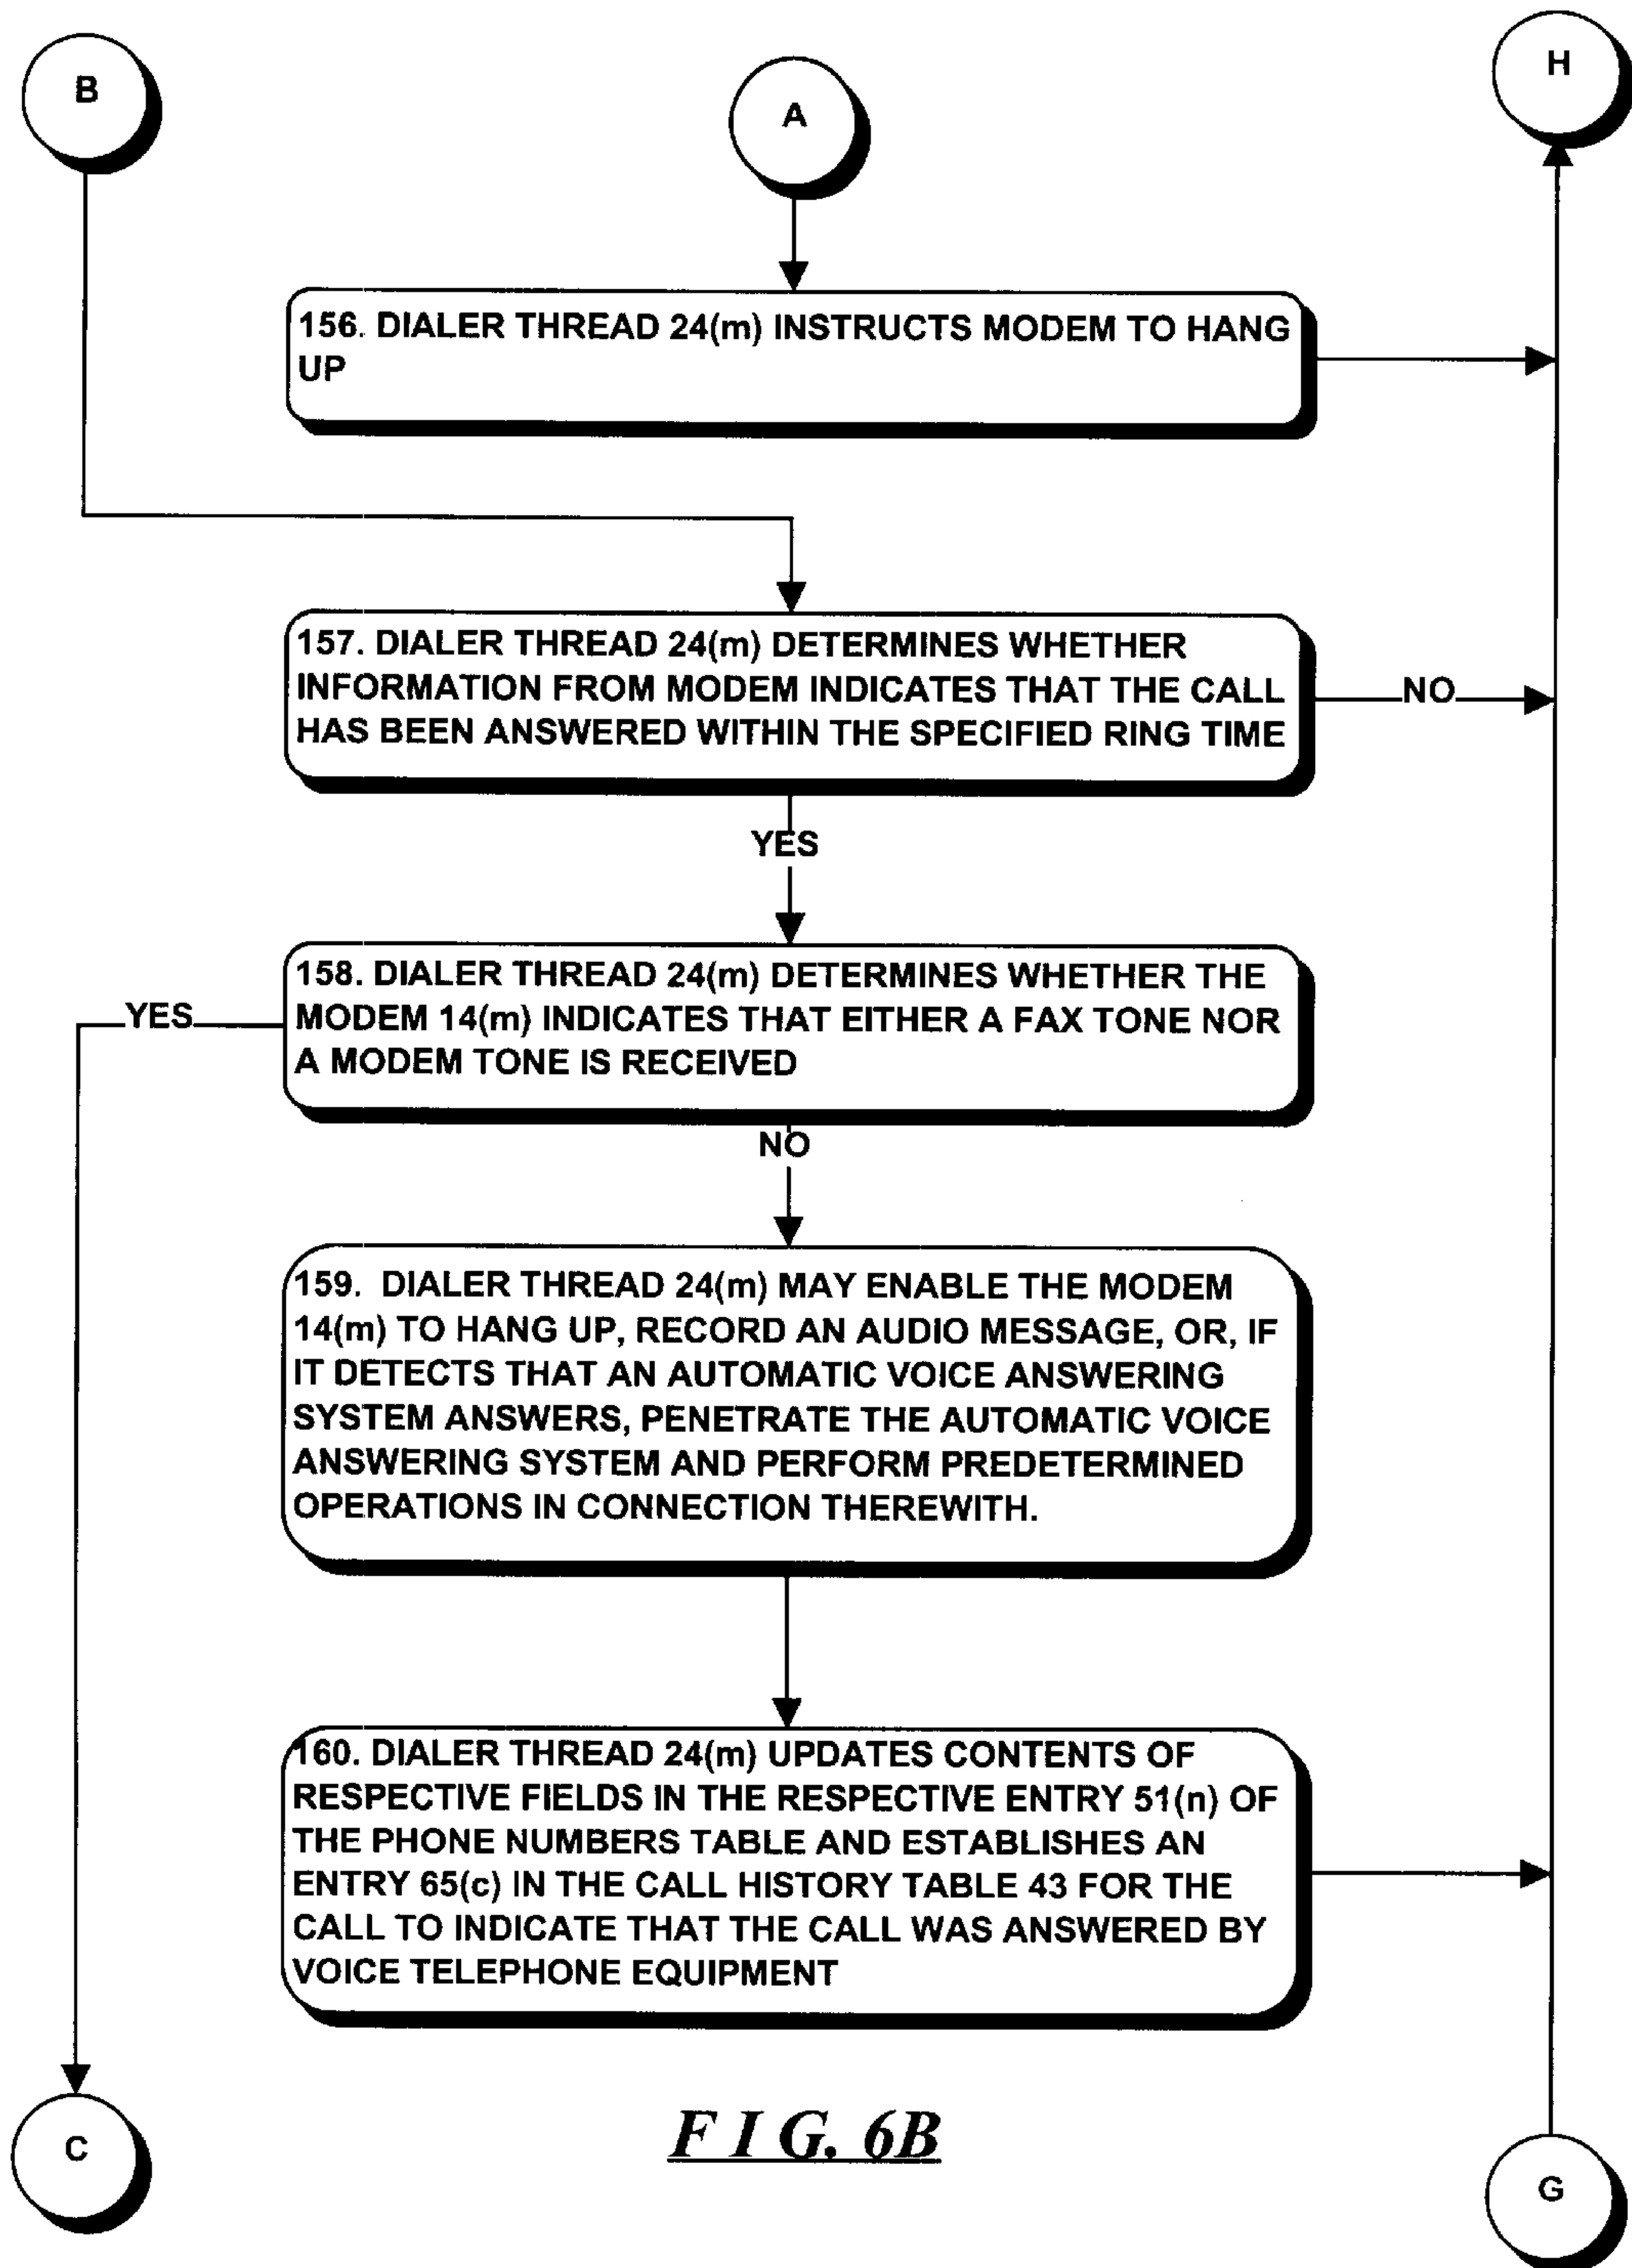 B
A
H
156. DIALER THREAD 24(m) INSTRUCTS MODEM TO HANG
UP
157. DIALER THREAD 24(m) DETERMINES WHETHER
INFORMATION FROM MODEM INDICATES THAT THE CALL
HAS BEEN ANSWERED WITHIN THE SPECIFIED RING TIME
NO
YES
158. DIALER THREAD 24(m) DETERMINES WHETHER THE
MODEM 14(m) INDICATES THAT EITHER A FAX TONE NOR
A MODEM TONE IS RECEIVED
YES
NO
159. DIALER THREAD 24(m) MAY ENABLE THE MODEM
14(m) TO HANG UP, RECORD AN AUDIO MESSAGE, OR, IF
IT DETECTS THAT AN AUTOMATIC VOICE ANSWERING
SYSTEM ANSWERS, PENETRATE THE AUTOMATIC VOICE
ANSWERING SYSTEM AND PERFORM PREDETERMINED
OPERATIONS IN CONNECTION THEREWITH.
160. DIALER THREAD 24(m) UPDATES CONTENTS OF
RESPECTIVE FIELDS IN THE RESPECTIVE ENTRY 51(n) OF
THE PHONE NUMBERS TABLE AND ESTABLISHES AN
ENTRY 65(c) IN THE CALL HISTORY TABLE 43 FOR THE
CALL TO INDICATE THAT THE CALL WAS ANSWERED BY
VOICE TELEPHONE EQUIPMENT
C
FIG. 6B
G